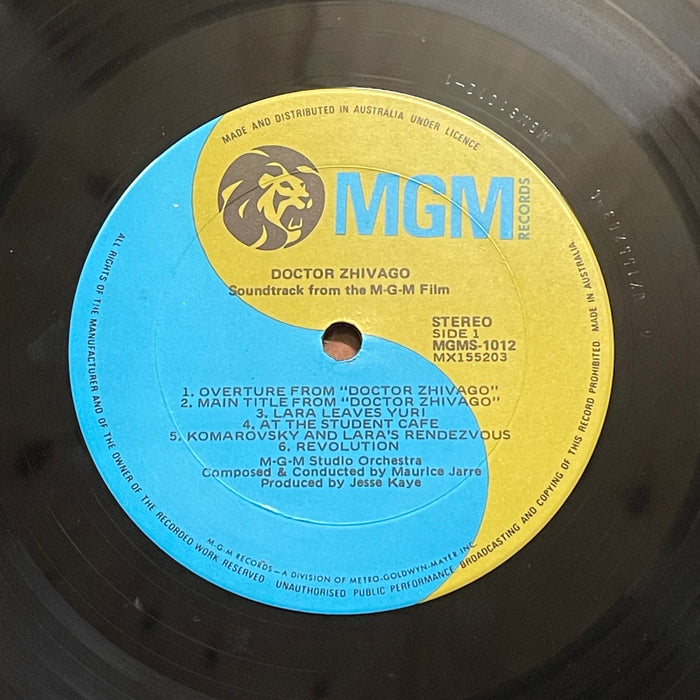 MADE AND DISTRIBUTED IN AUSTRALIA UNDER LICENCE
MGM
RECORDS
DOCTOR ZHIVAGO
Soundtrack from the M-G-M Film
STEREO
SIDE 1
MGMS-1012
MX155203
1. OVERTURE FROM "DOCTOR ZHIVAGO"
2. MAIN TITLE FROM "DOCTOR ZHIVAGO"
3. LARA LEAVES YURI
4. AT THE STUDENT CAFE
5. KOMAROVSKY AND LARA'S RENDEZVOUS
6. REVOLUTION
M-G-M Studio Orchestra
Composed & Conducted by Maurice Jarre
Produced by Jesse Kaye
M-G-M RECORDS – A DIVISION OF METRO-GOLDWYN-MAYER INC.
ALL RIGHTS OF THE MANUFACTURER AND OF THE OWNER OF THE RECORDED WORK RESERVED. UNAUTHORISED PUBLIC PERFORMANCE BROADCASTING AND COPYING OF THIS RECORD PROHIBITED MADE IN AUSTRALIA